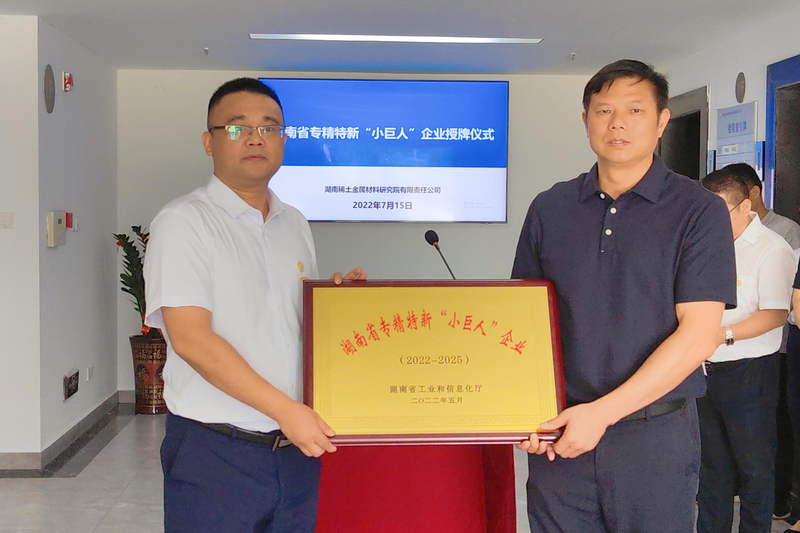 南省专精特新“小巨人”企业授牌仪式
湖南稀土金属材料研究院有限责任公司
2022年7月15日
湖南省专精特新“小巨人”企业
（2022-2025）
湖南省工业和信息化厅
二〇二二年五月